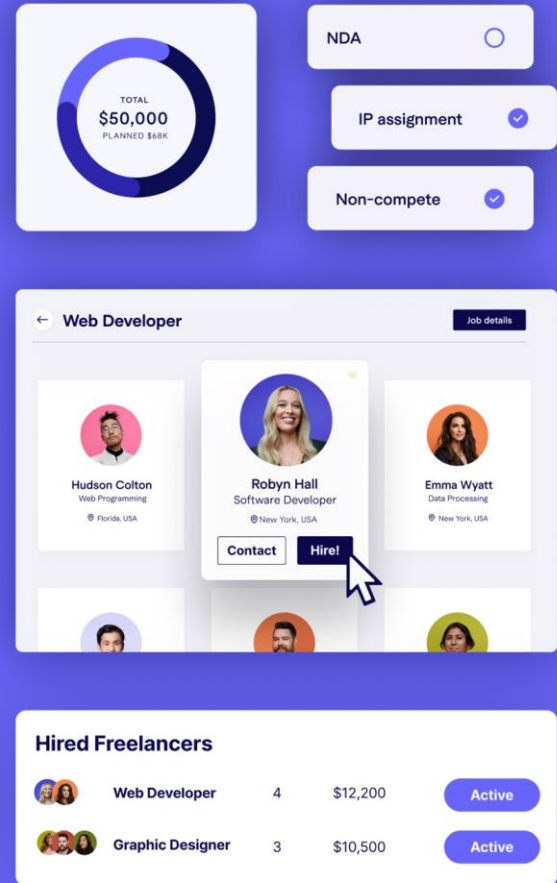 TOTAL
$50,000
PLANNED $68K
NDA
IP assignment
Non-compete
← Web Developer
Job details
Hudson Colton
Web Programming
Florida, USA
Robyn Hall
Software Developer
New York, USA
Contact
Hire!
Emma Wyatt
Data Processing
New York, USA
Hired Freelancers
Web Developer 4 $12,200 Active
Graphic Designer 3 $10,500 Active